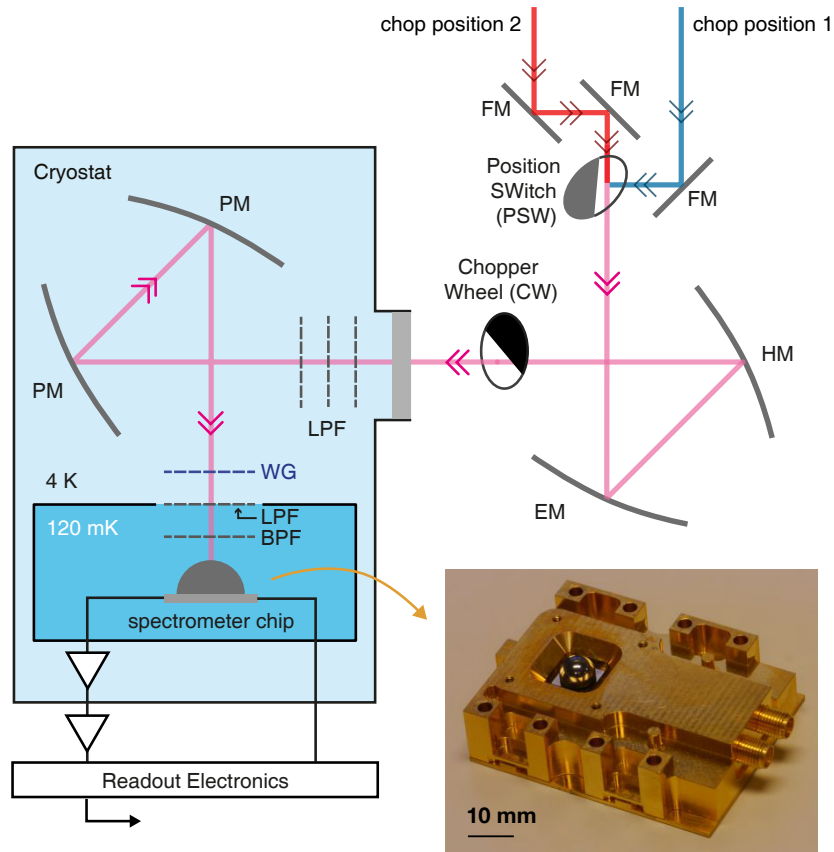 chop position 2
chop position 1
FM
FM
Position
SWitch
(PSW)
FM
Cryostat
PM
Chopper
Wheel (CW)
HM
PM
LPF
WG
4 K
LPF
120 mK
BPF
EM
spectrometer chip
Readout Electronics
10 mm